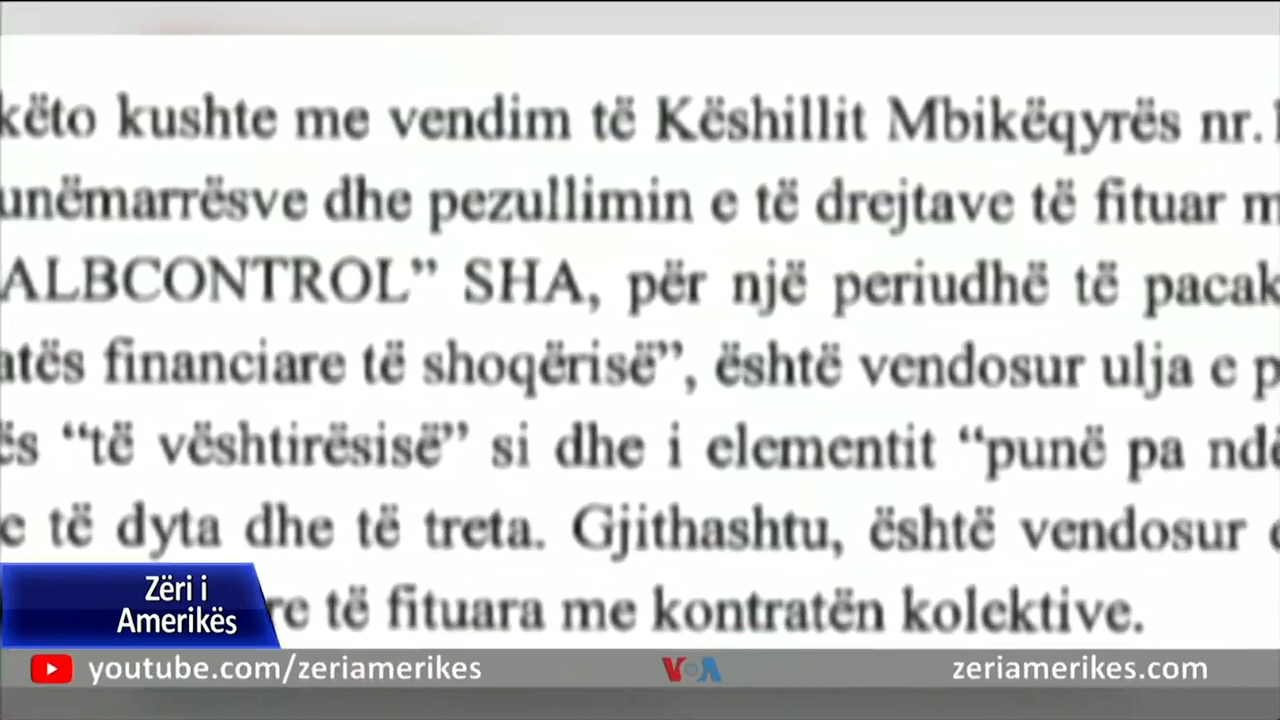 këto kushte me vendim të Këshillit Mbikëqyrës nr.
unëmarrësve dhe pezullimin e të drejtave të fituar
ALBCONTROL” SHA, për një periudhë të pacak
atës financiare të shoqërisë”, është vendosur ulja e p
ës “të vështirësisë” si dhe i elementit “punë pa ndë
e të dyta dhe të treta. Gjithashtu, është vendosur
re të fituara me kontratën kolektive.
Zëri i
Amerikës
youtube.com/zeriamerikes VOA zeriamerikes.com